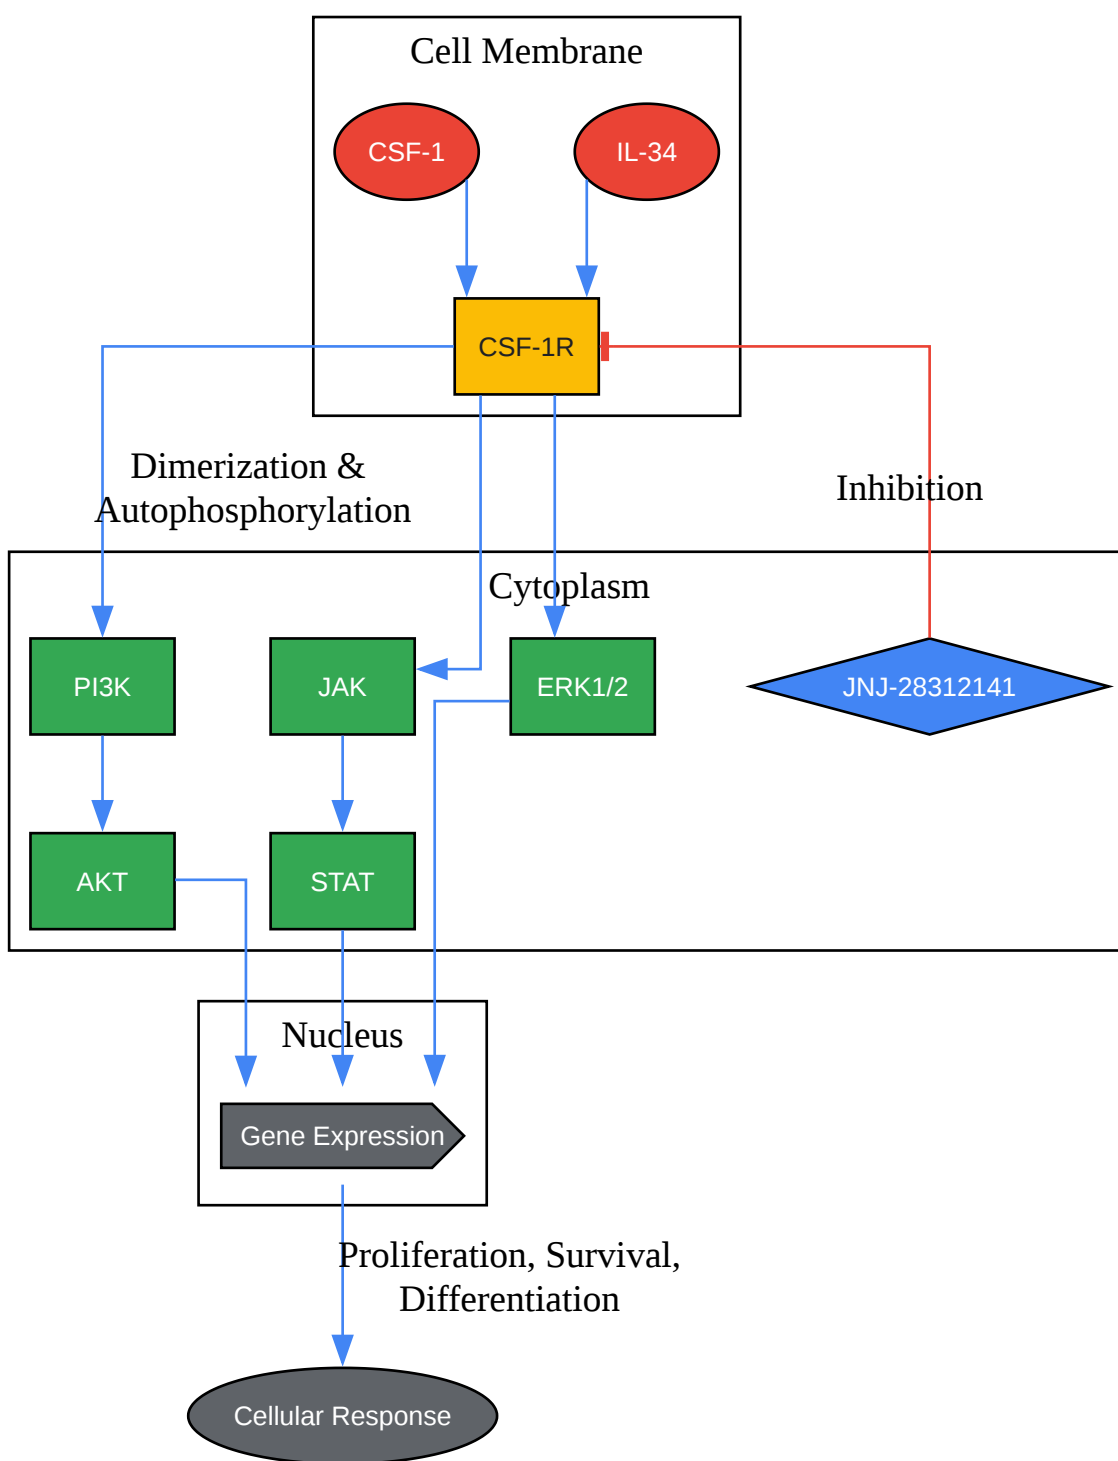 Cell Membrane
CSF-1
IL-34
CSF-1R
Dimerization &
Autophosphorylation
Inhibition
Cytoplasm
PI3K
JAK
ERK1/2
JNJ-28312141
AKT
STAT
Nucleus
Gene Expression
Proliferation, Survival,
Differentiation
Cellular Response